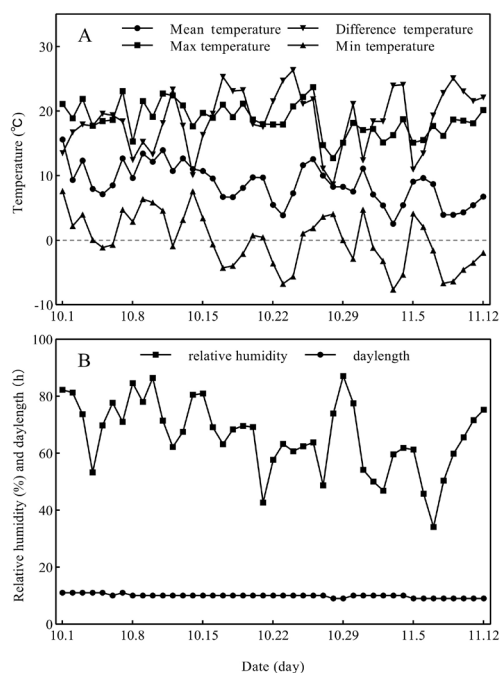 A
Mean temperature
Difference temperature
Max temperature
Min temperature
Temperature (℃)
30
20
10
0
-10
10.1 10.8 10.15 10.22 10.29 11.5 11.12
B
relative humidity
daylength
Relative humidity (%) and daylength (h)
100
80
60
40
20
0
10.1 10.8 10.15 10.22 10.29 11.5 11.12
Date (day)